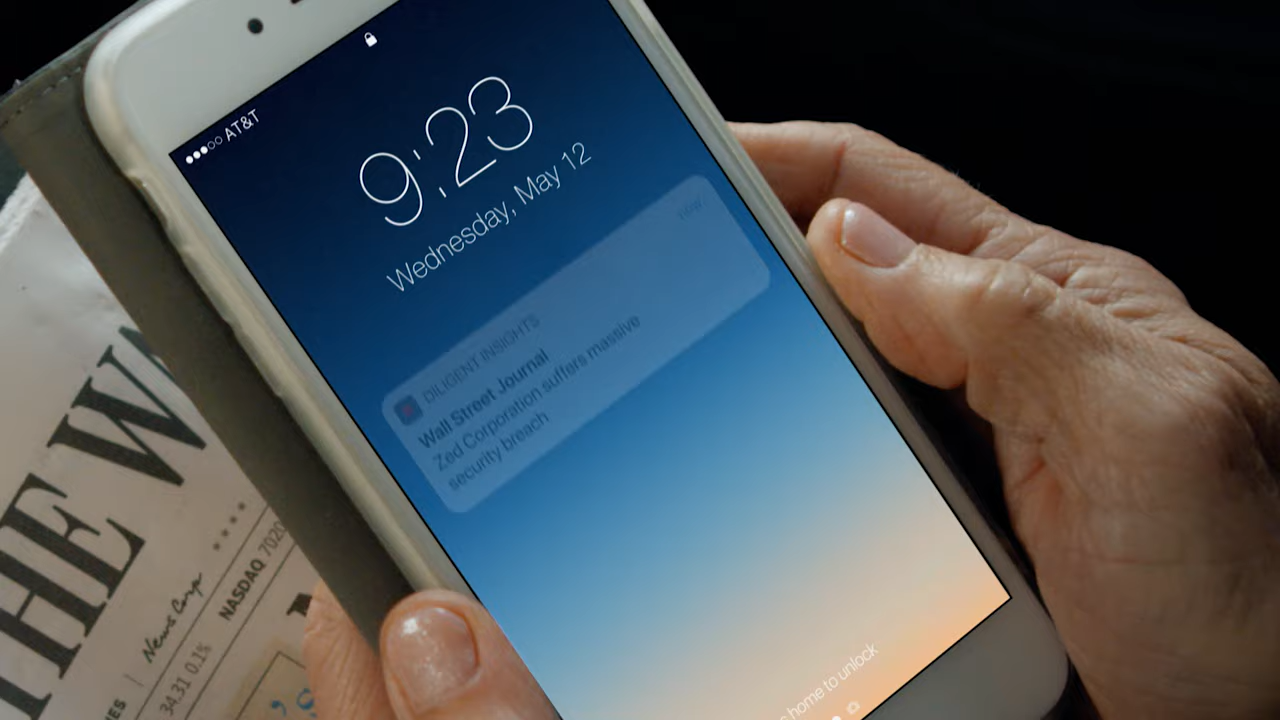 AT&T
9:23
Wednesday, May 12
now
DILIGENT INSIGHTS
Wall Street Journal
Zed Corporation suffers massive
security breach
home to unlock
THE W
****
News Corp
NASDAQ 7020
34.31 0.1%